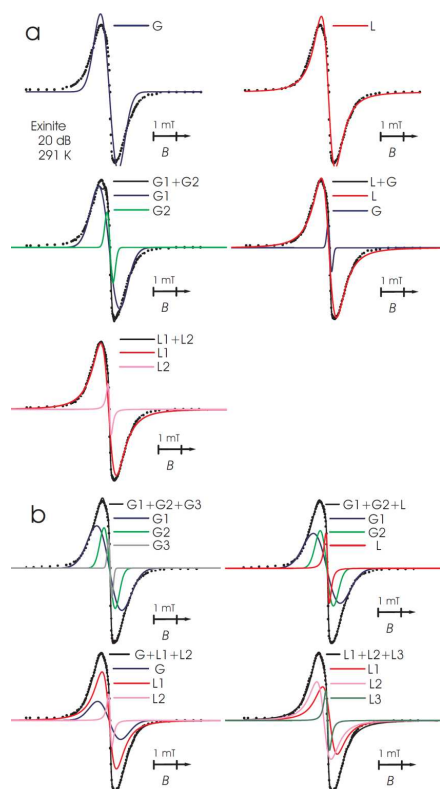 a
G
Exinite
20 dB
291 K
1 mT
B
L
1 mT
B
G1+G2
G1
G2
1 mT
B
L+G
L
G
1 mT
B
L1+L2
L1
L2
1 mT
B
b
G1+G2+G3
G1
G2
G3
1 mT
B
G1+G2+L
G1
G2
L
1 mT
B
G+L1+L2
G
L1
L2
1 mT
B
L1+L2+L3
L1
L2
L3
1 mT
B